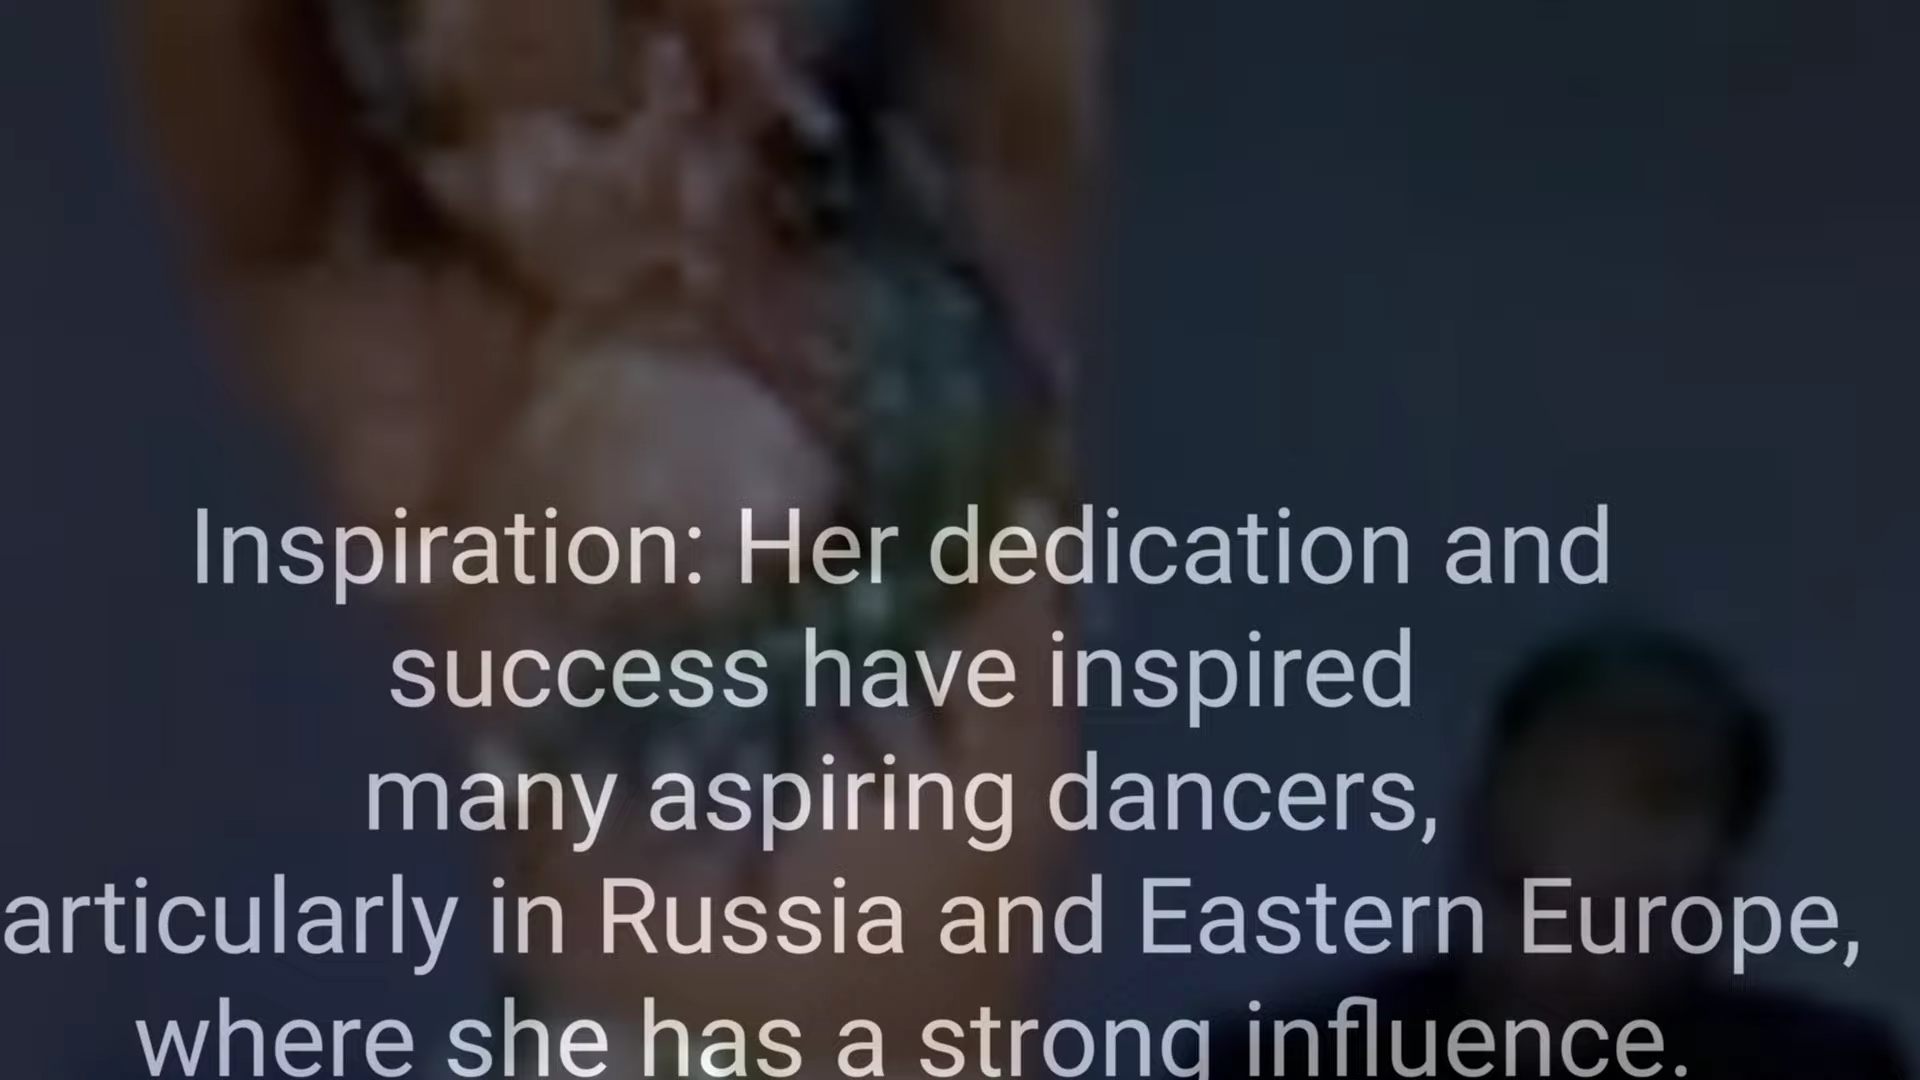 Inspiration: Her dedication and
success have inspired
many aspiring dancers,
articularly in Russia and Eastern Europe,
where she has a strong influence.